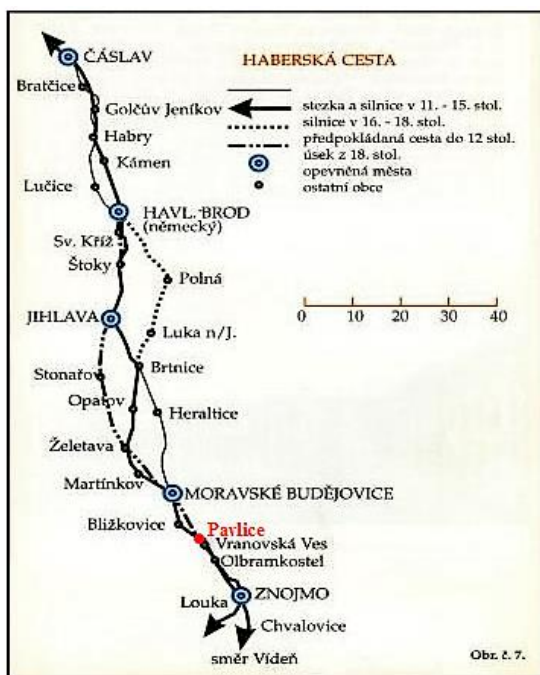 HABERSKÁ CESTA
stezka a silnice v 11. - 15. stol.
silnice v 16. - 18. stol.
předpokládaná cesta do 12 stol.
úsek z 18. stol.
opevněná města
ostatní obce
0 10 20 30 40
ČÁSLAV
Bratčice
Golčův Jeníkov
Habry
Kámen
Lučice
HAVL. BROD
(německý)
Sv. Kříž
Štoky
Polná
JIHLAVA
Luka n/J.
Stonařov
Brtnice
Opatov
Heraltice
Želetava
Martínkov
MORAVSKÉ BUDĚJOVICE
Bližkovice
Pavlice
Vranovská Ves
Olbramkostel
ZNOJMO
Louka
Chvalovice
směr Vídeň
Obr. č. 7.